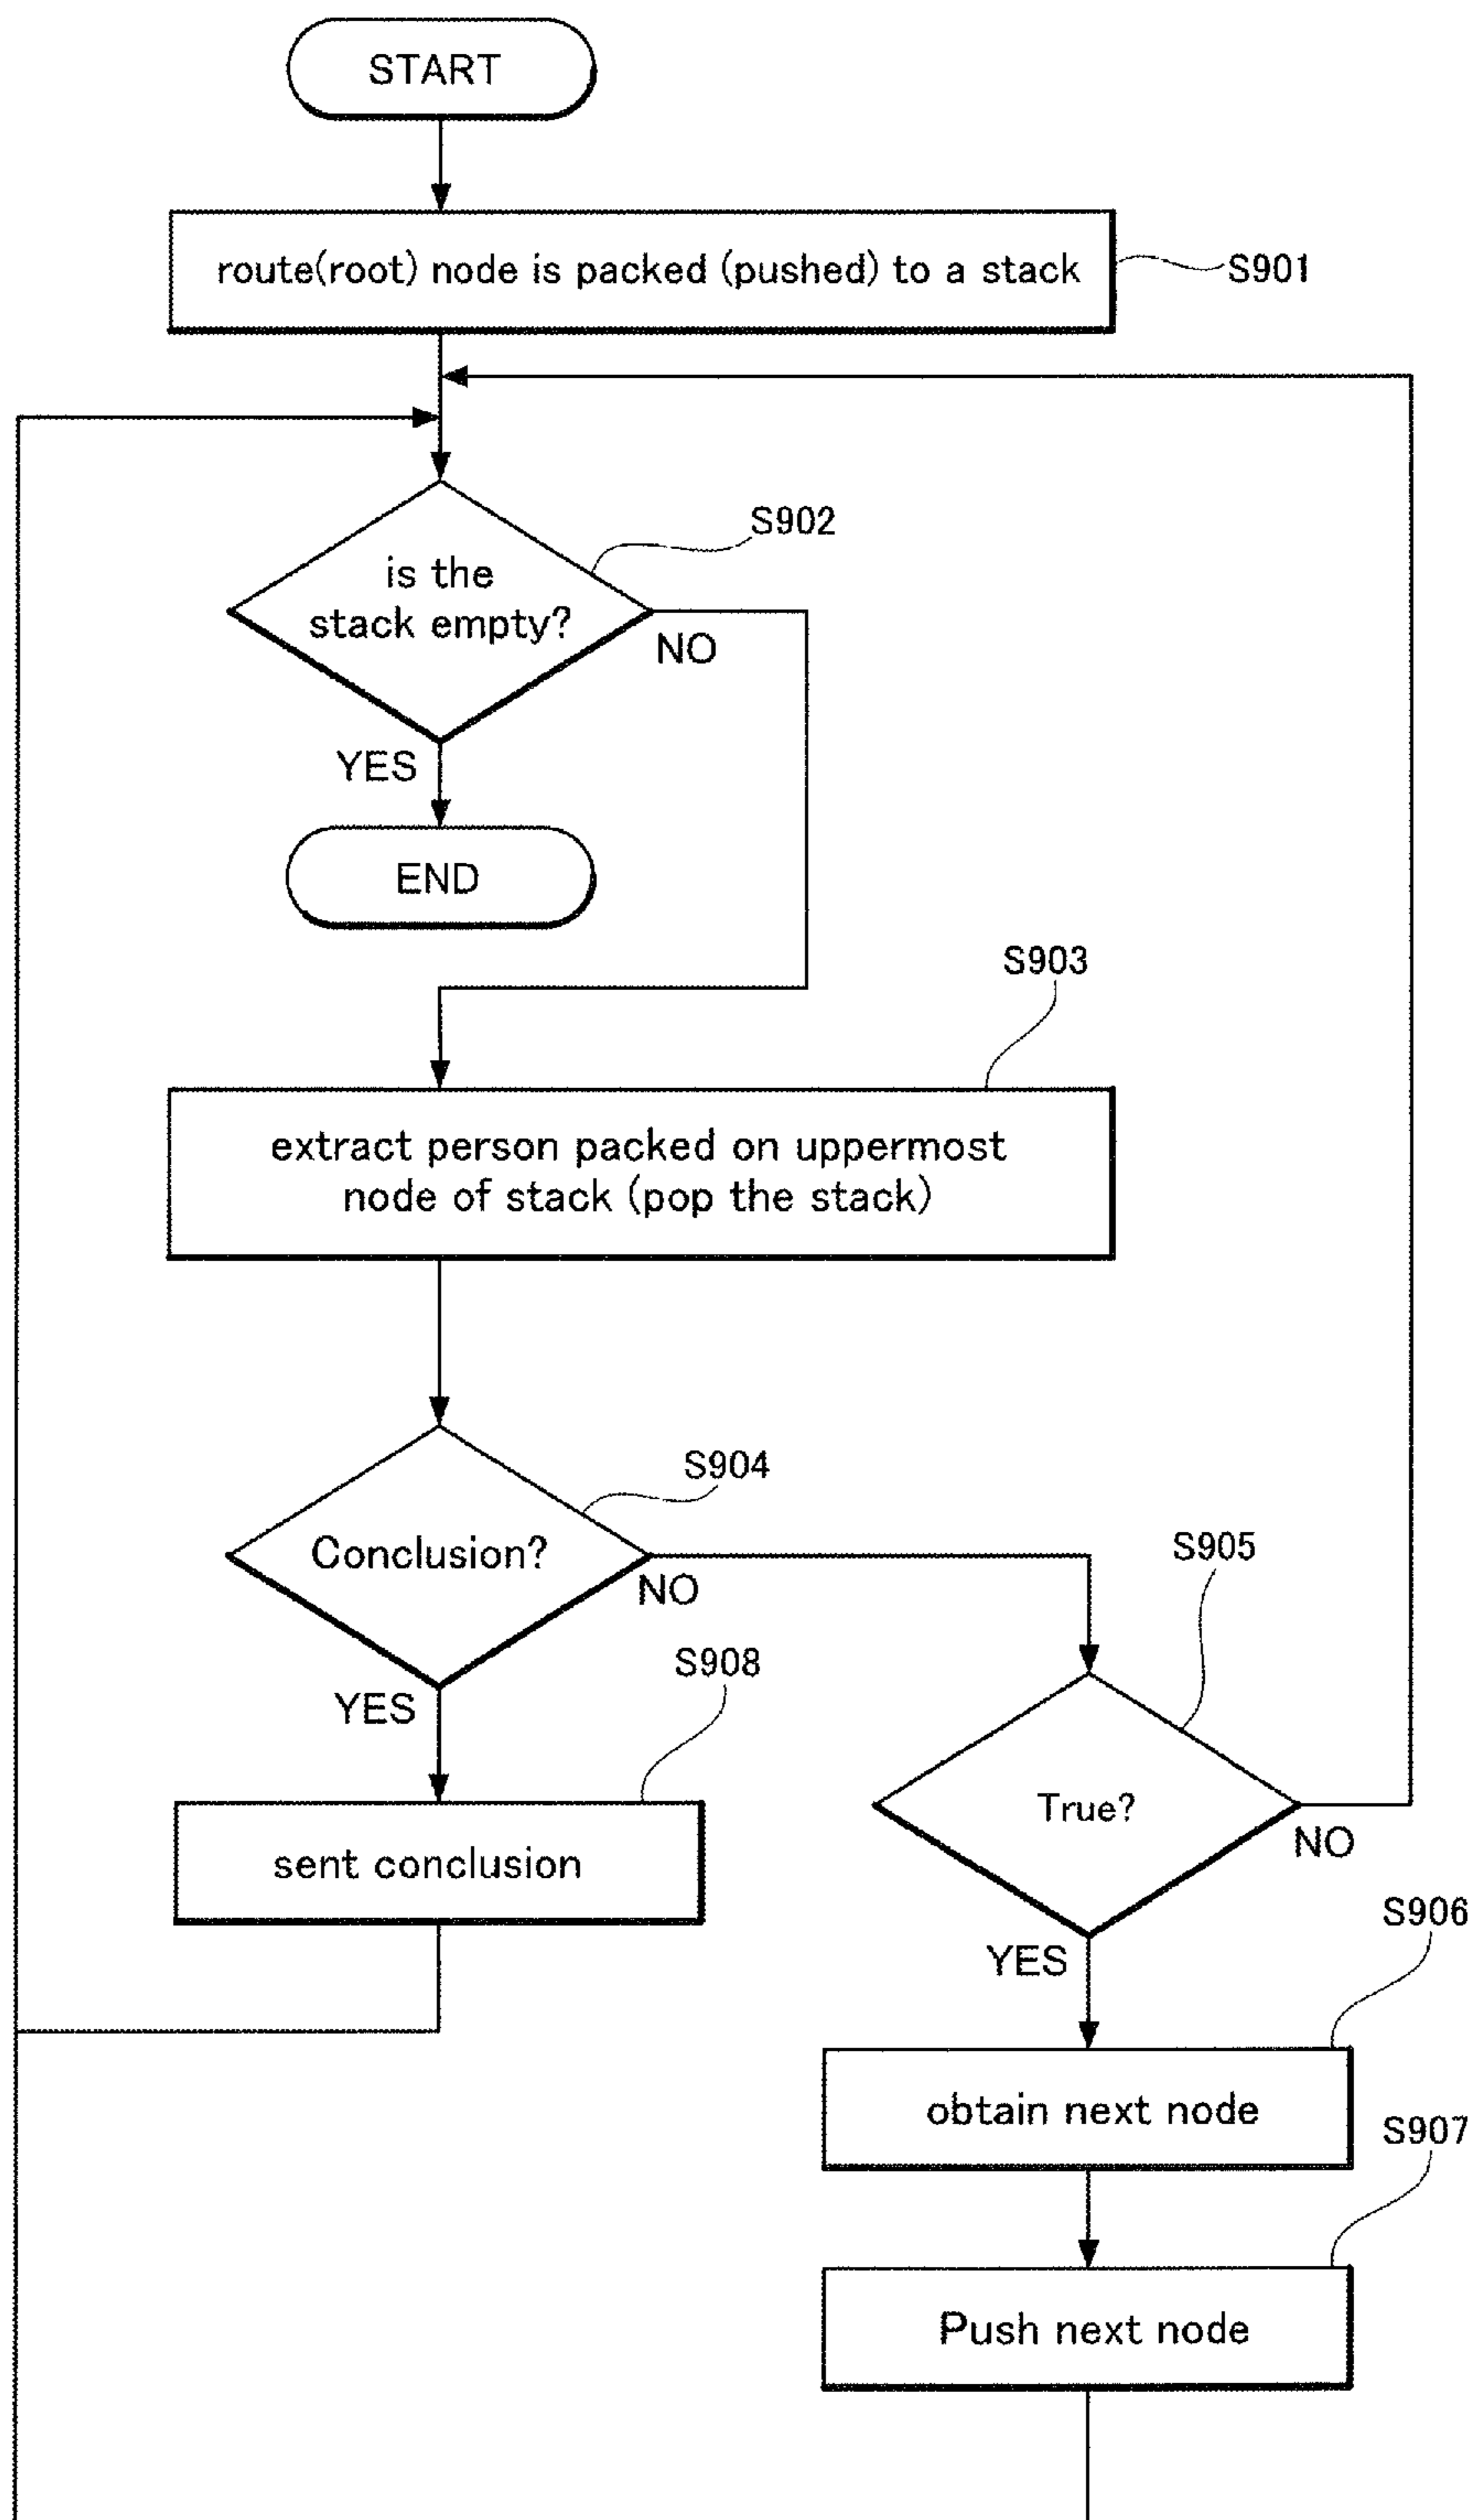 START
route(root) node is packed (pushed) to a stack
S901
S902
is the
stack empty?
NO
YES
END
S903
extract person packed on uppermost
node of stack (pop the stack)
S904
Conclusion?
NO
S905
YES
S908
True?
NO
sent conclusion
S906
YES
obtain next node
S907
Push next node